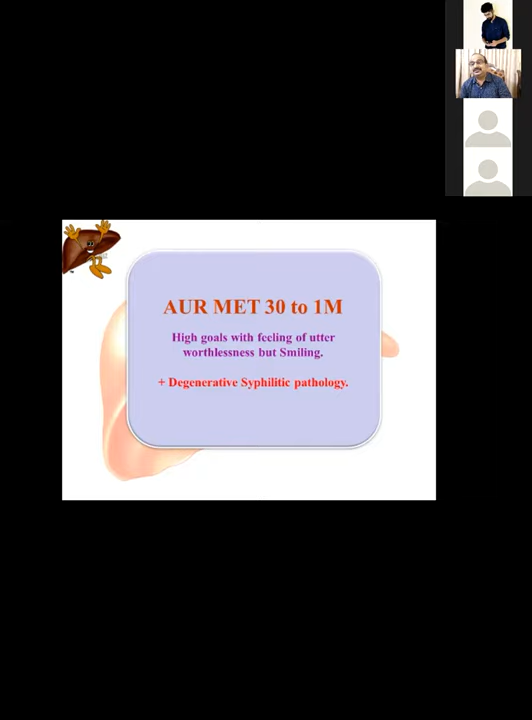 AUR MET 30 to 1M
High goals with feeling of utter
worthlessness but Smiling.
+ Degenerative Syphilitic pathology.